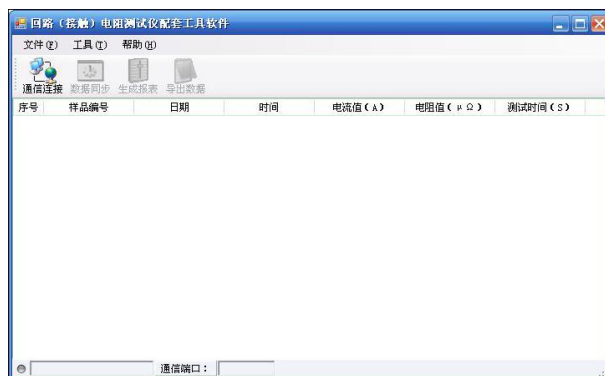 回路（接触）电阻测试仪配套工具软件
文件(F) 工具(T) 帮助(H)
通信连接 数据同步 生成报表 导出数据
序号 样品编号 日期 时间 电流值(A) 电阻值(μΩ) 测试时间(S)
通信端口：